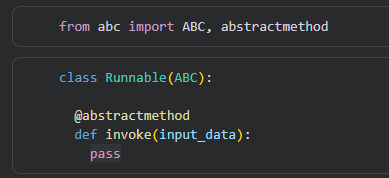 from abc import ABC, abstractmethod
class Runnable(ABC):
@abstractmethod
def invoke(input_data):
pass